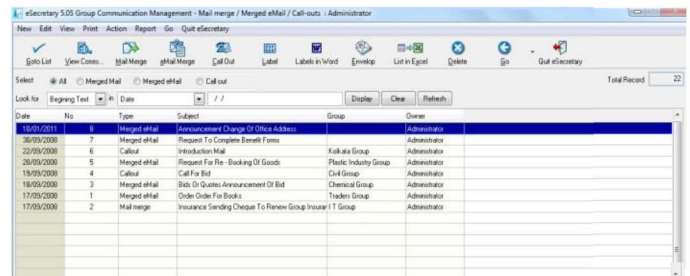 eSecretary 5.05 Group Communication Management - Mail merge / Merged eMail / Call-outs : Administrator
New Edit View Print Action Report Go Quit eSecretary
Goto List View Corres... Mail Merge eMail Merge Call Out Label Labels in Word Envelop List in Excel Delete Go Quit eSecretary
Select All Merged Mail Merged eMail Call out Total Record 22
Look for Begining Text in Date / / Display Clear Refresh
Date No Type Subject Group Owner
10/01/2011 8 Merged eMail Announcement Change Of Office Address Administrator
30/09/2008 7 Merged eMail Request To Complete Benefit Forms Administrator
22/09/2008 6 Callout Introduction Mail Kolkata Group Administrator
20/09/2008 5 Merged eMail Request For Re - Booking Of Goods Plastic Industry Group Administrator
19/09/2008 4 Callout Call For Bid Civil Group Administrator
18/09/2008 3 Merged eMail Bids Or Quotes Announcement Of Bid Chemical Group Administrator
17/09/2008 1 Merged eMail Order Order For Books Traders Group Administrator
17/09/2008 2 Mail merge Insurance Sending Cheque To Renew Group Insurar I T Group Administrator